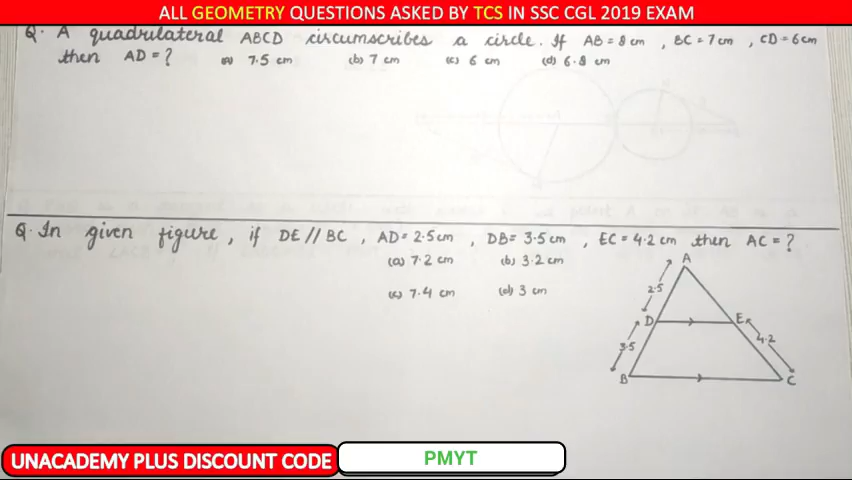 ALL GEOMETRY QUESTIONS ASKED BY TCS IN SSC CGL 2019 EXAM
Q. A quadrilateral ABCD circumscribes a circle. If AB = 8 cm , BC = 7 cm , CD = 6 cm
then AD = ? (a) 7.5 cm (b) 7 cm (c) 6 cm (d) 6.8 cm
Q. In given figure , if DE // BC , AD = 2.5 cm , DB = 3.5 cm , EC = 4.2 cm then AC = ?
(a) 7.2 cm (b) 3.2 cm
(c) 7.4 cm (d) 3 cm
A
2.5
D E
3.5 4.2
B C
UNACADEMY PLUS DISCOUNT CODE PMYT